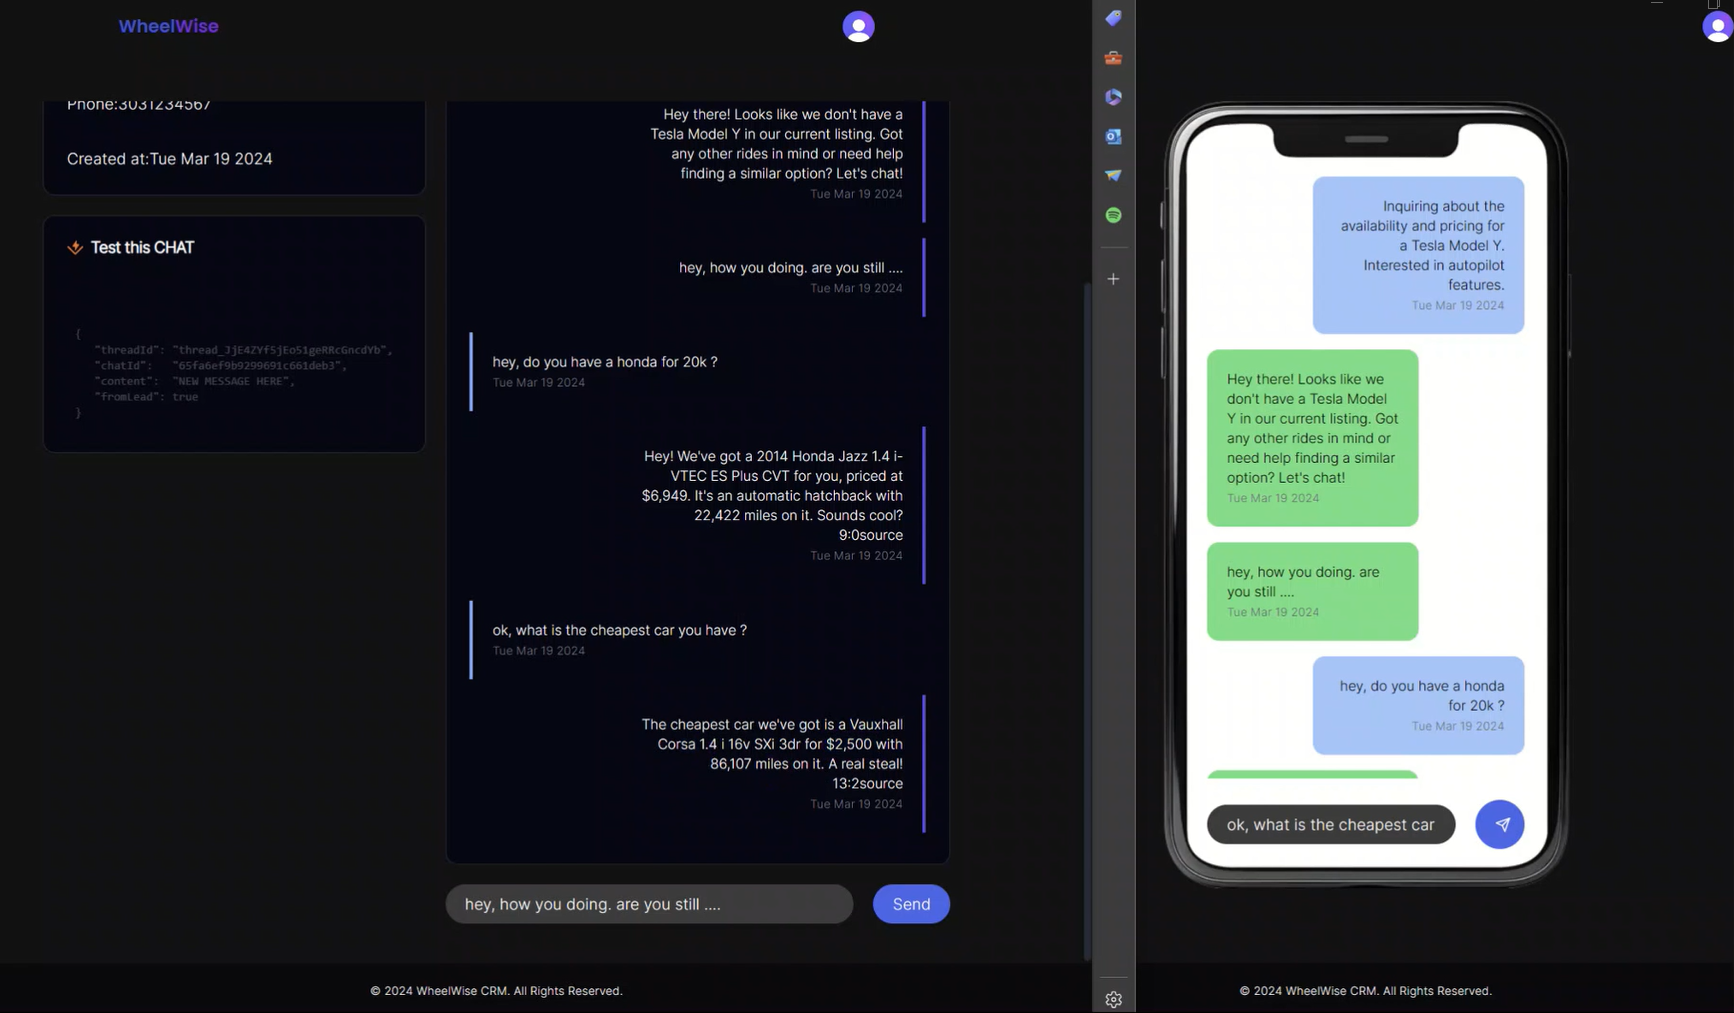 WheelWise
Phone:3031234567
Created at:Tue Mar 19 2024
Test this CHAT
{
"threadId": "thread_JjE4ZYf5jEo51geRRcGncdYb",
"chatId": "65fa6ef9b9299691c661deb3",
"content": "NEW MESSAGE HERE",
"fromLead": true
}
Hey there! Looks like we don't have a
Tesla Model Y in our current listing. Got
any other rides in mind or need help
finding a similar option? Let's chat!
Tue Mar 19 2024
hey, how you doing. are you still ....
Tue Mar 19 2024
hey, do you have a honda for 20k ?
Tue Mar 19 2024
Hey! We've got a 2014 Honda Jazz 1.4 i-
VTEC ES Plus CVT for you, priced at
$6,949. It's an automatic hatchback with
22,422 miles on it. Sounds cool?
9:0source
Tue Mar 19 2024
ok, what is the cheapest car you have ?
Tue Mar 19 2024
The cheapest car we've got is a Vauxhall
Corsa 1.4 i 16v SXi 3dr for $2,500 with
86,107 miles on it. A real steal!
13:2source
Tue Mar 19 2024
hey, how you doing. are you still ....
Send
© 2024 WheelWise CRM. All Rights Reserved.
Inquiring about the
availability and pricing for
a Tesla Model Y.
Interested in autopilot
features.
Tue Mar 19 2024
Hey there! Looks like we
don't have a Tesla Model
Y in our current listing. Got
any other rides in mind or
need help finding a similar
option? Let's chat!
Tue Mar 19 2024
hey, how you doing. are
you still ....
Tue Mar 19 2024
hey, do you have a honda
for 20k ?
Tue Mar 19 2024
ok, what is the cheapest car
© 2024 WheelWise CRM. All Rights Reserved.